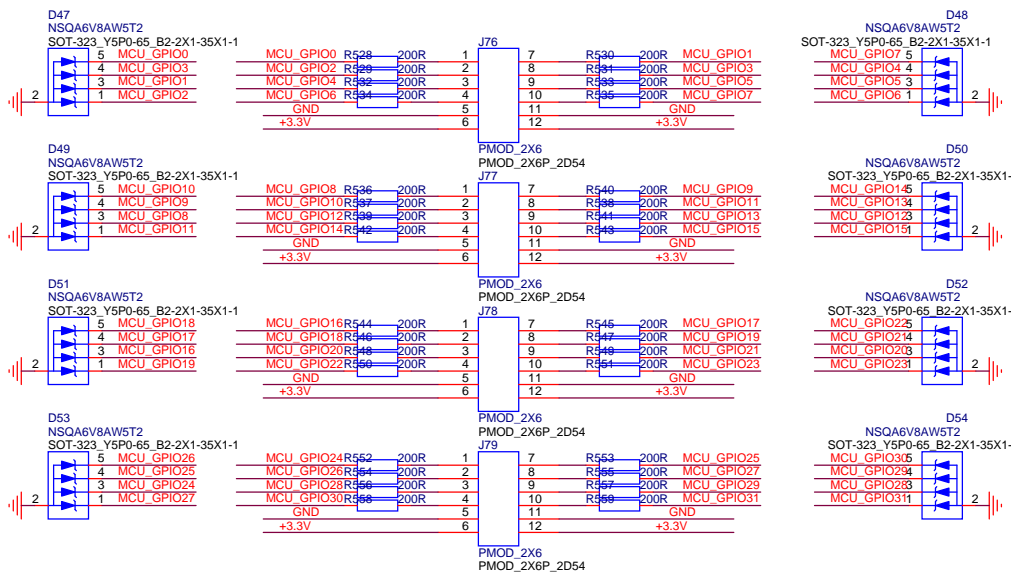 D47
NSQA6V8AW5T2
SOT-323_Y5P0-65_B2-2X1-35X1-1
5 MCU_GPIO0
4 MCU_GPIO3
3 MCU_GPIO1
1 MCU_GPIO2
2
J76
MCU_GPIO0 R528 200R 1 7 R530 200R MCU_GPIO1
MCU_GPIO2 R529 200R 2 8 R531 200R MCU_GPIO3
MCU_GPIO4 R532 200R 3 9 R533 200R MCU_GPIO5
MCU_GPIO6 R534 200R 4 10 R535 200R MCU_GPIO7
GND 5 11 GND
+3.3V 6 12 +3.3V
PMOD_2X6
PMOD_2X6P_2D54
D48
NSQA6V8AW5T2
SOT-323_Y5P0-65_B2-2X1-35X1-1
MCU_GPIO7 5
MCU_GPIO4 4
MCU_GPIO5 3
MCU_GPIO6 1
2
D49
NSQA6V8AW5T2
SOT-323_Y5P0-65_B2-2X1-35X1-1
5 MCU_GPIO10
4 MCU_GPIO9
3 MCU_GPIO8
1 MCU_GPIO11
2
J77
MCU_GPIO8 R536 200R 1 7 R540 200R MCU_GPIO9
MCU_GPIO10 R537 200R 2 8 R538 200R MCU_GPIO11
MCU_GPIO12 R539 200R 3 9 R541 200R MCU_GPIO13
MCU_GPIO14 R542 200R 4 10 R543 200R MCU_GPIO15
GND 5 11 GND
+3.3V 6 12 +3.3V
PMOD_2X6
PMOD_2X6P_2D54
D50
NSQA6V8AW5T2
SOT-323_Y5P0-65_B2-2X1-35X1-1
MCU_GPIO14 5
MCU_GPIO13 4
MCU_GPIO12 3
MCU_GPIO15 1
2
D51
NSQA6V8AW5T2
SOT-323_Y5P0-65_B2-2X1-35X1-1
5 MCU_GPIO18
4 MCU_GPIO17
3 MCU_GPIO16
1 MCU_GPIO19
2
J78
MCU_GPIO16 R544 200R 1 7 R545 200R MCU_GPIO17
MCU_GPIO18 R546 200R 2 8 R547 200R MCU_GPIO19
MCU_GPIO20 R548 200R 3 9 R549 200R MCU_GPIO21
MCU_GPIO22 R550 200R 4 10 R551 200R MCU_GPIO23
GND 5 11 GND
+3.3V 6 12 +3.3V
PMOD_2X6
PMOD_2X6P_2D54
D52
NSQA6V8AW5T2
SOT-323_Y5P0-65_B2-2X1-35X1-1
MCU_GPIO22 5
MCU_GPIO21 4
MCU_GPIO20 3
MCU_GPIO23 1
2
D53
NSQA6V8AW5T2
SOT-323_Y5P0-65_B2-2X1-35X1-1
5 MCU_GPIO26
4 MCU_GPIO25
3 MCU_GPIO24
1 MCU_GPIO27
2
J79
MCU_GPIO24 R552 200R 1 7 R553 200R MCU_GPIO25
MCU_GPIO26 R554 200R 2 8 R555 200R MCU_GPIO27
MCU_GPIO28 R556 200R 3 9 R557 200R MCU_GPIO29
MCU_GPIO30 R558 200R 4 10 R559 200R MCU_GPIO31
GND 5 11 GND
+3.3V 6 12 +3.3V
PMOD_2X6
PMOD_2X6P_2D54
D54
NSQA6V8AW5T2
SOT-323_Y5P0-65_B2-2X1-35X1-1
MCU_GPIO30 5
MCU_GPIO29 4
MCU_GPIO28 3
MCU_GPIO31 1
2